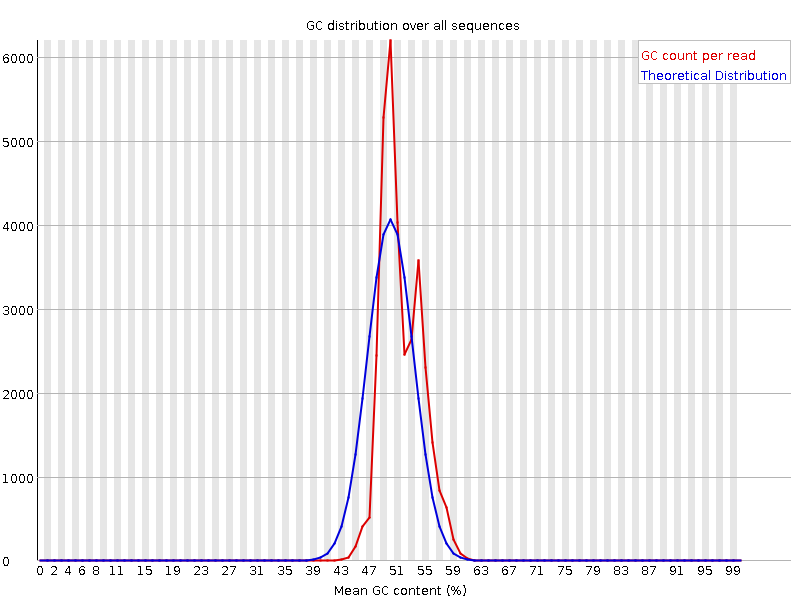 GC distribution over all sequences
GC count per read
Theoretical Distribution
6000
5000
4000
3000
2000
1000
0
0 2 4 6 8 11 15 19 23 27 31 35 39 43 47 51 55 59 63 67 71 75 79 83 87 91 95 99
Mean GC content (%)